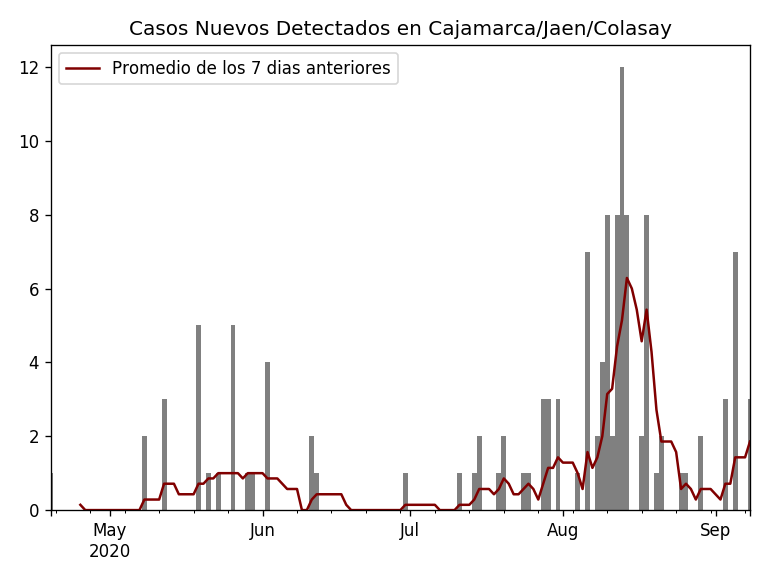 Casos Nuevos Detectados en Cajamarca/Jaen/Colasay
Promedio de los 7 dias anteriores
12
10
8
6
4
2
0
May
2020
Jun
Jul
Aug
Sep